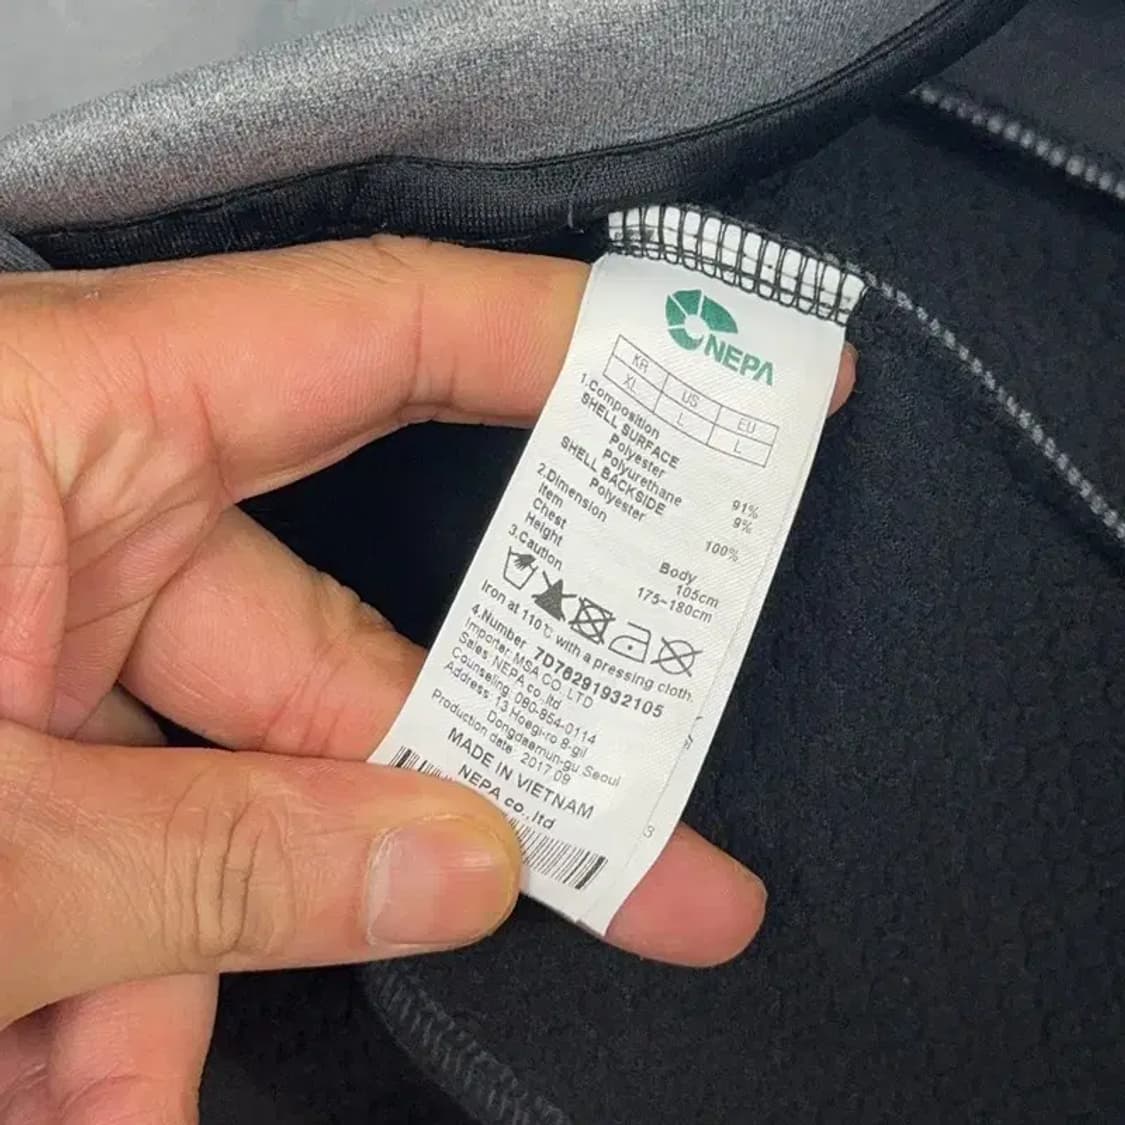 NEPA
KR US EU
XL L L
1.Composition
SHELL SURFACE
Polyester 91%
Polyurethane 9%
SHELL BACKSIDE
Polyester 100%
2.Dimension
Item Body
Chest 105cm
Height 175~180cm
3.Caution
Iron at 110℃ with a pressing cloth.
4.Number 7D76291932105
Importer: MSA CO. LTD
Sales: NEPA co.,ltd
Counseling: 080-854-0114
Address: 13 Hoegi-ro 8-gil
Dongdaemun-gu Seoul
Production date: 2017.09
MADE IN VIETNAM
NEPA co.,ltd
3